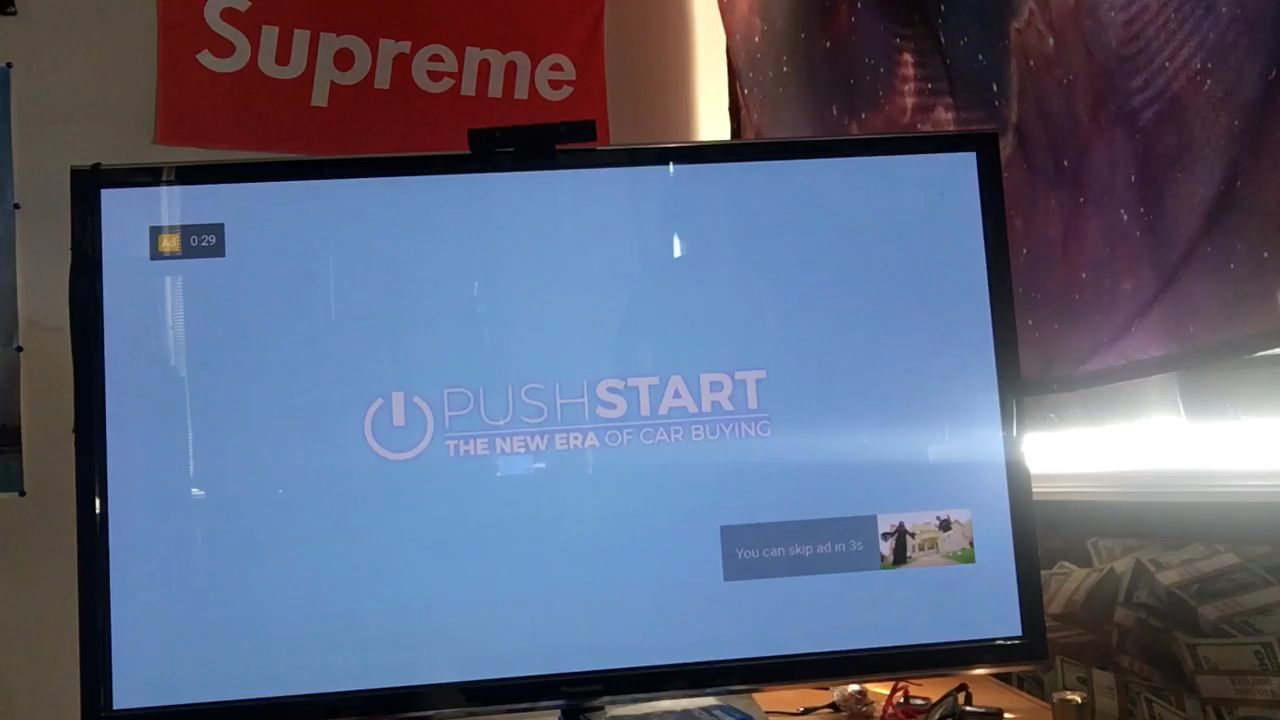 Supreme
Ad 0:29
PUSHSTART
THE NEW ERA OF CAR BUYING
You can skip ad in 3s